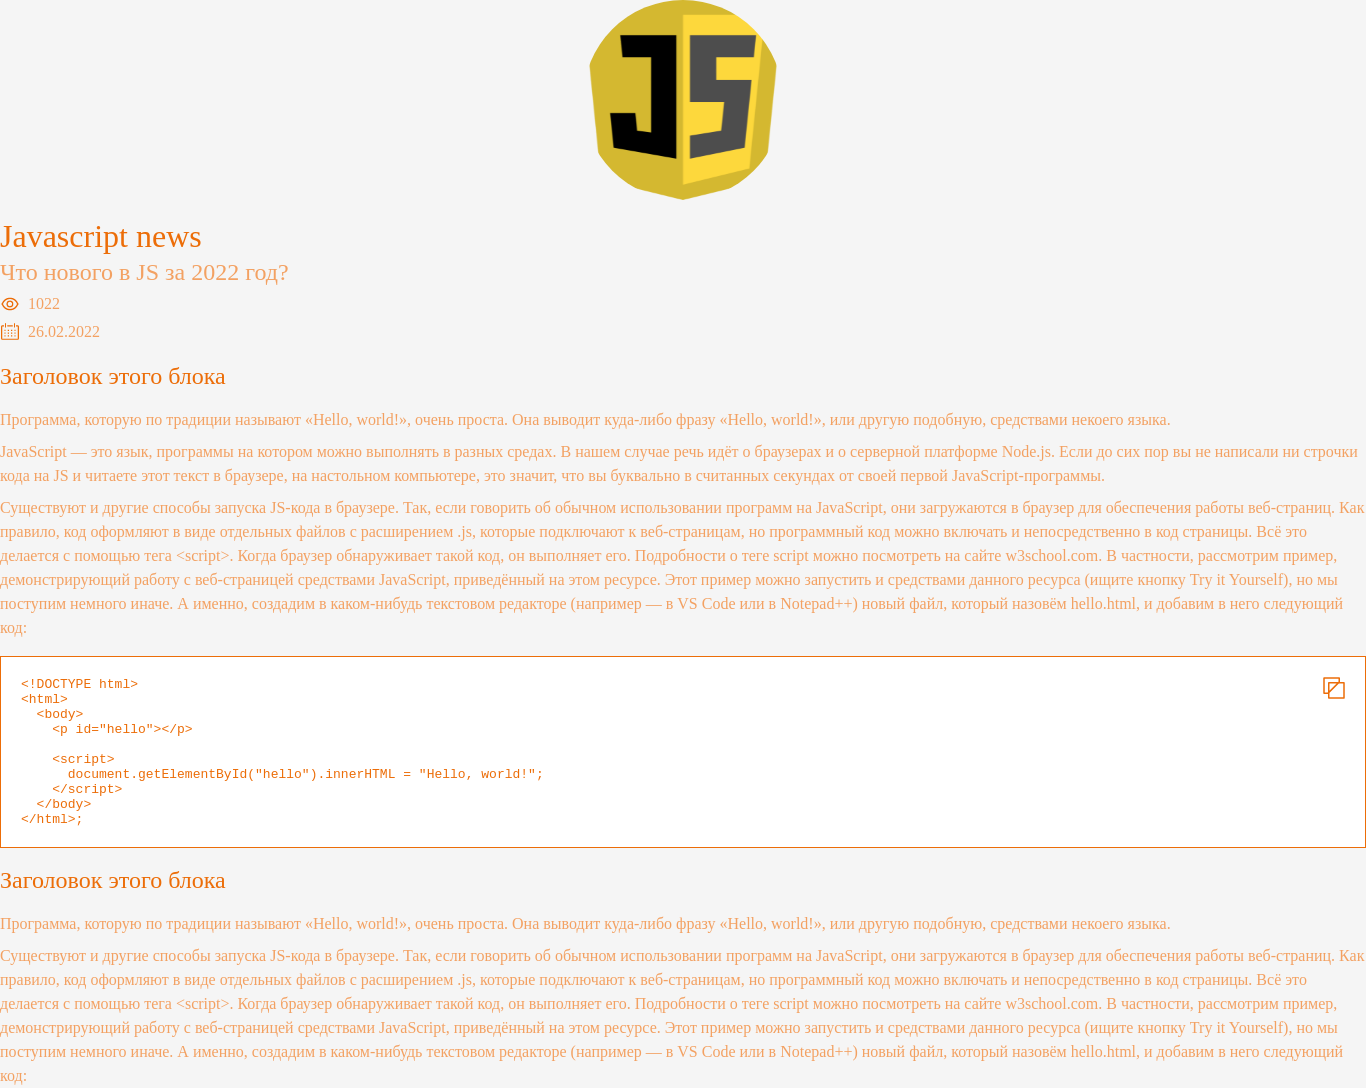 JS
Javascript news
Что нового в JS за 2022 год?
1022
26.02.2022
Заголовок этого блока
Программа, которую по традиции называют «Hello, world!», очень проста. Она выводит куда-либо фразу «Hello, world!», или другую подобную, средствами некоего языка.
JavaScript — это язык, программы на котором можно выполнять в разных средах. В нашем случае речь идёт о браузерах и о серверной платформе Node.js. Если до сих пор вы не написали ни строчки
кода на JS и читаете этот текст в браузере, на настольном компьютере, это значит, что вы буквально в считанных секундах от своей первой JavaScript-программы.
Существуют и другие способы запуска JS-кода в браузере. Так, если говорить об обычном использовании программ на JavaScript, они загружаются в браузер для обеспечения работы веб-страниц. Как
правило, код оформляют в виде отдельных файлов с расширением .js, которые подключают к веб-страницам, но программный код можно включать и непосредственно в код страницы. Всё это
делается с помощью тега <script>. Когда браузер обнаруживает такой код, он выполняет его. Подробности о теге script можно посмотреть на сайте w3school.com. В частности, рассмотрим пример,
демонстрирующий работу с веб-страницей средствами JavaScript, приведённый на этом ресурсе. Этот пример можно запустить и средствами данного ресурса (ищите кнопку Try it Yourself), но мы
поступим немного иначе. А именно, создадим в каком-нибудь текстовом редакторе (например — в VS Code или в Notepad++) новый файл, который назовём hello.html, и добавим в него следующий
код:
<!DOCTYPE html>
<html>
  <body>
    <p id="hello"></p>

    <script>
      document.getElementById("hello").innerHTML = "Hello, world!";
    </script>
  </body>
</html>;
Заголовок этого блока
Программа, которую по традиции называют «Hello, world!», очень проста. Она выводит куда-либо фразу «Hello, world!», или другую подобную, средствами некоего языка.
Существуют и другие способы запуска JS-кода в браузере. Так, если говорить об обычном использовании программ на JavaScript, они загружаются в браузер для обеспечения работы веб-страниц. Как
правило, код оформляют в виде отдельных файлов с расширением .js, которые подключают к веб-страницам, но программный код можно включать и непосредственно в код страницы. Всё это
делается с помощью тега <script>. Когда браузер обнаруживает такой код, он выполняет его. Подробности о теге script можно посмотреть на сайте w3school.com. В частности, рассмотрим пример,
демонстрирующий работу с веб-страницей средствами JavaScript, приведённый на этом ресурсе. Этот пример можно запустить и средствами данного ресурса (ищите кнопку Try it Yourself), но мы
поступим немного иначе. А именно, создадим в каком-нибудь текстовом редакторе (например — в VS Code или в Notepad++) новый файл, который назовём hello.html, и добавим в него следующий
код: